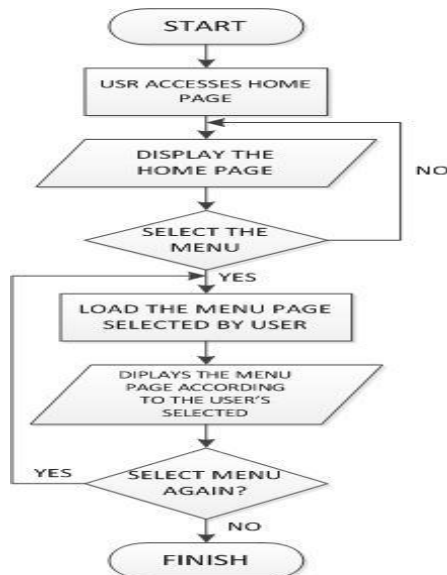 START
USR ACCESSES HOME
PAGE
DISPLAY THE
HOME PAGE
NO
SELECT THE
MENU
YES
LOAD THE MENU PAGE
SELECTED BY USER
DIPLAYS THE MENU
PAGE ACCORDING
TO THE USER'S
SELECTED
YES
SELECT MENU
AGAIN?
NO
FINISH